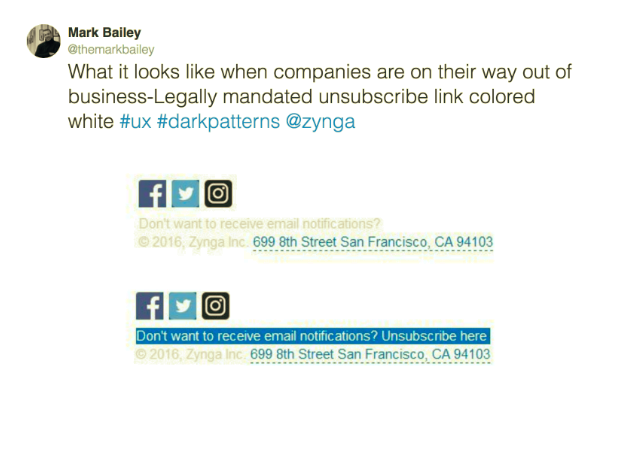 Mark Bailey
@themarkbailey
What it looks like when companies are on their way out of
business-Legally mandated unsubscribe link colored
white #ux #darkpatterns @zynga
Don't want to receive email notifications?
© 2016, Zynga Inc. 699 8th Street San Francisco, CA 94103
Don't want to receive email notifications? Unsubscribe here
© 2016, Zynga Inc. 699 8th Street San Francisco, CA 94103